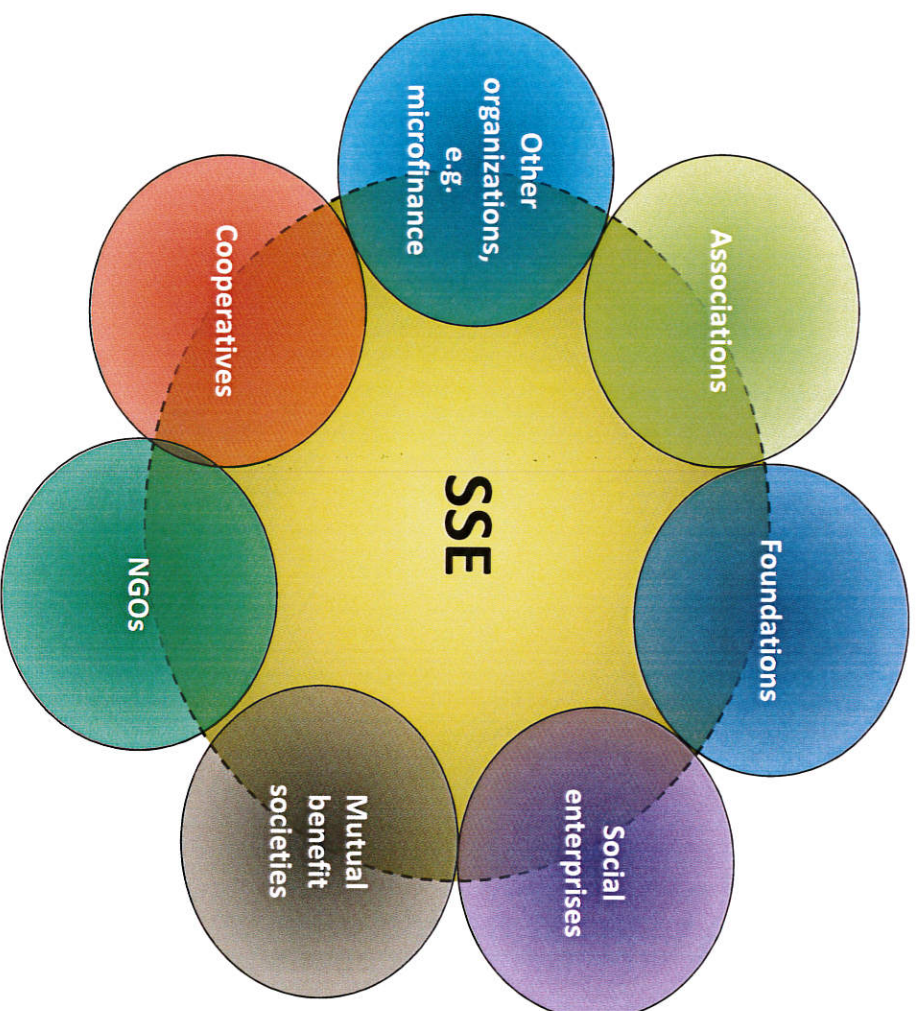 Foundations
Associations
Social
enterprises
Other
organizations,
e.g.
microfinance
SSE
Mutual
benefit
societies
Cooperatives
NGOs